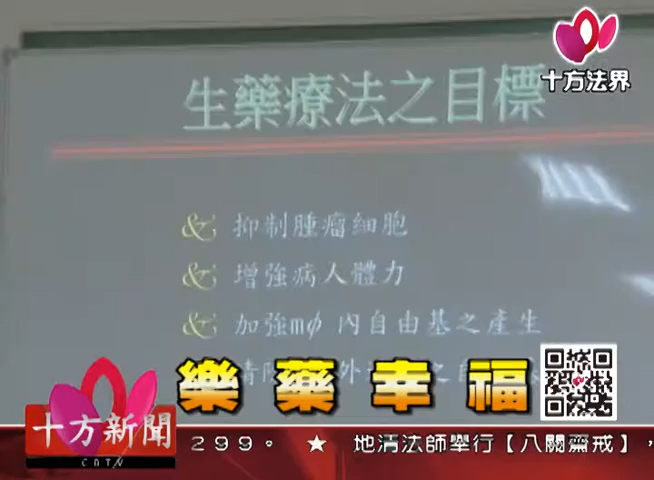 生藥療法之目標
十方法界
& 抑制腫瘤細胞
& 增強病人體力
& 加強mφ 內自由基之產生
樂藥幸福
十方新聞
299。 ★ 地清法師舉行【八關齋戒】，